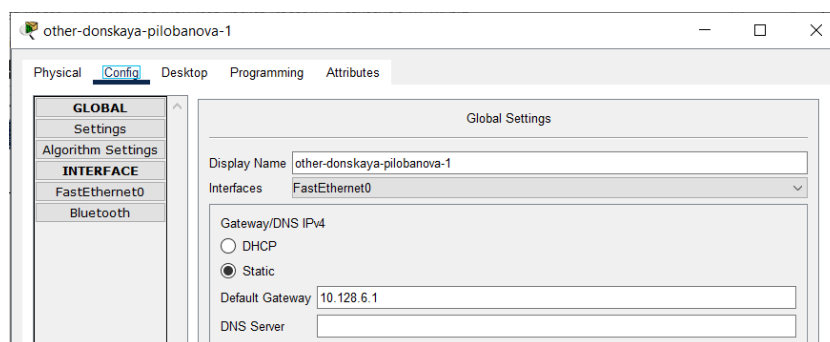 other-donskaya-pilobanova-1
Physical Config Desktop Programming Attributes
GLOBAL
Settings
Algorithm Settings
INTERFACE
FastEthernet0
Bluetooth
Global Settings
Display Name other-donskaya-pilobanova-1
Interfaces FastEthernet0
Gateway/DNS IPv4
DHCP
Static
Default Gateway 10.128.6.1
DNS Server